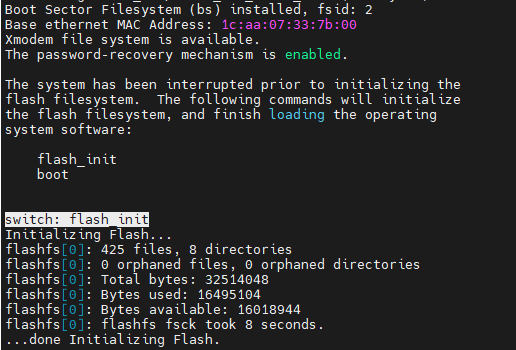 Boot Sector Filesystem (bs) installed, fsid: 2
Base ethernet MAC Address: 1c:aa:07:33:7b:00
Xmodem file system is available.
The password-recovery mechanism is enabled.
The system has been interrupted prior to initializing the
flash filesystem.  The following commands will initialize
the flash filesystem, and finish loading the operating
system software:
    flash_init
    boot
switch: flash_init
Initializing Flash...
flashfs[0]: 425 files, 8 directories
flashfs[0]: 0 orphaned files, 0 orphaned directories
flashfs[0]: Total bytes: 32514048
flashfs[0]: Bytes used: 16495104
flashfs[0]: Bytes available: 16018944
flashfs[0]: flashfs fsck took 8 seconds.
...done Initializing Flash.